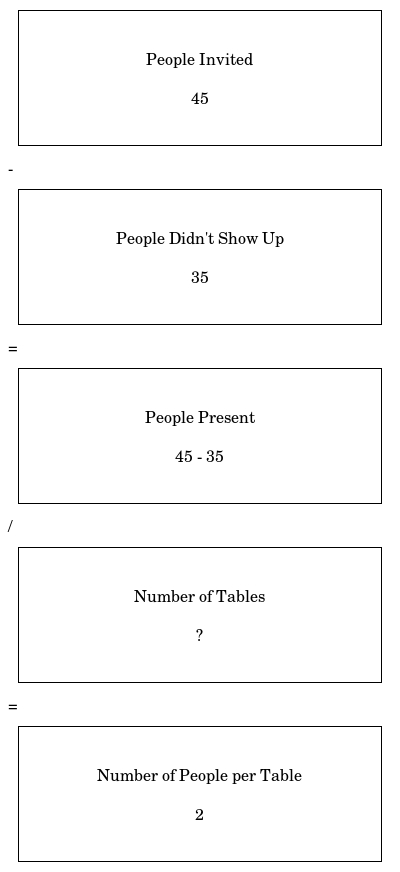 People Invited
45
-
People Didn't Show Up
35
=
People Present
45 - 35
/
Number of Tables
?
=
Number of People per Table
2